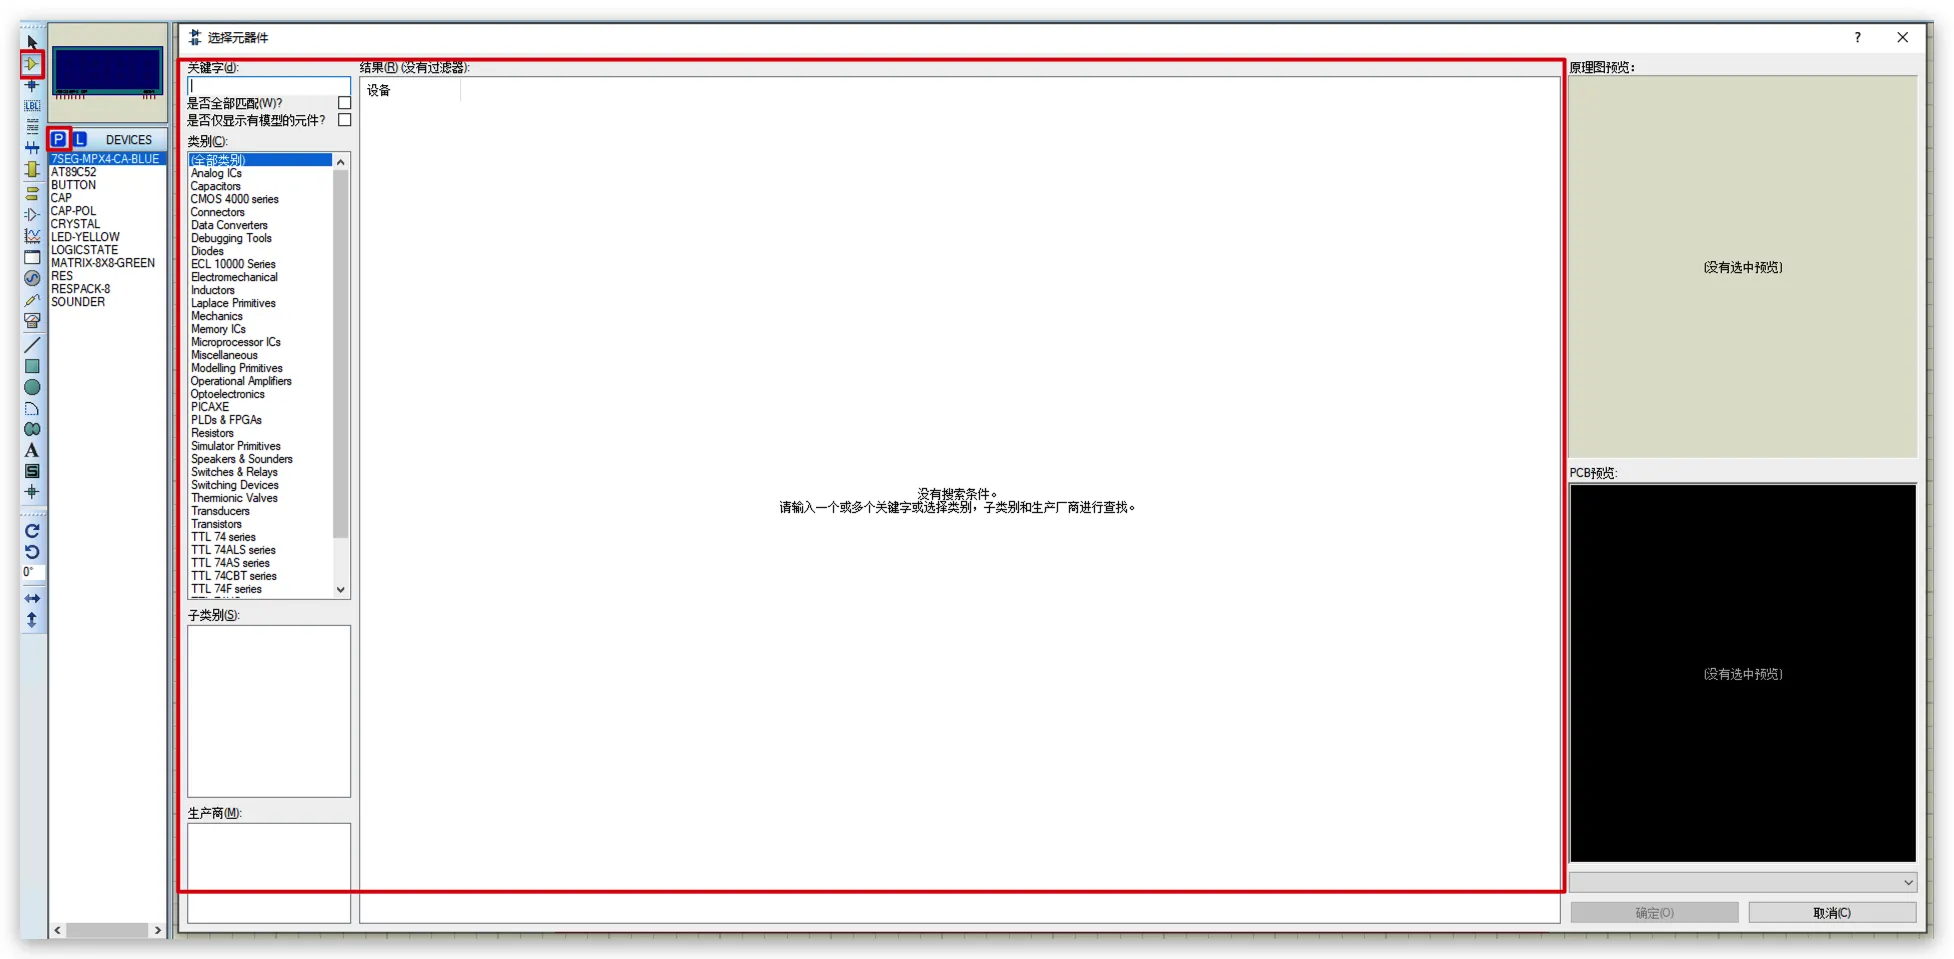 选择元器件
?
LBL
P L DEVICES
7SEG-MPX4-CA-BLUE
AT89C52
BUTTON
CAP
CAP-POL
CRYSTAL
LED-YELLOW
LOGICSTATE
MATRIX-8X8-GREEN
RES
RESPACK-8
SOUNDER
A
S
0°
关键字(d):
是否全部匹配(W)?
是否仅显示有模型的元件?
类别(C):
(全部类别)
Analog ICs
Capacitors
CMOS 4000 series
Connectors
Data Converters
Debugging Tools
Diodes
ECL 10000 Series
Electromechanical
Inductors
Laplace Primitives
Mechanics
Memory ICs
Microprocessor ICs
Miscellaneous
Modelling Primitives
Operational Amplifiers
Optoelectronics
PICAXE
PLDs & FPGAs
Resistors
Simulator Primitives
Speakers & Sounders
Switches & Relays
Switching Devices
Thermionic Valves
Transducers
Transistors
TTL 74 series
TTL 74ALS series
TTL 74AS series
TTL 74CBT series
TTL 74F series
子类别(S):
生产商(M):
结果(R) (没有过滤器):
设备
没有搜索条件。
请输入一个或多个关键字或选择类别，子类别和生产厂商进行查找。
原理图预览：
(没有选中预览)
PCB预览:
(没有选中预览)
确定(O)
取消(C)